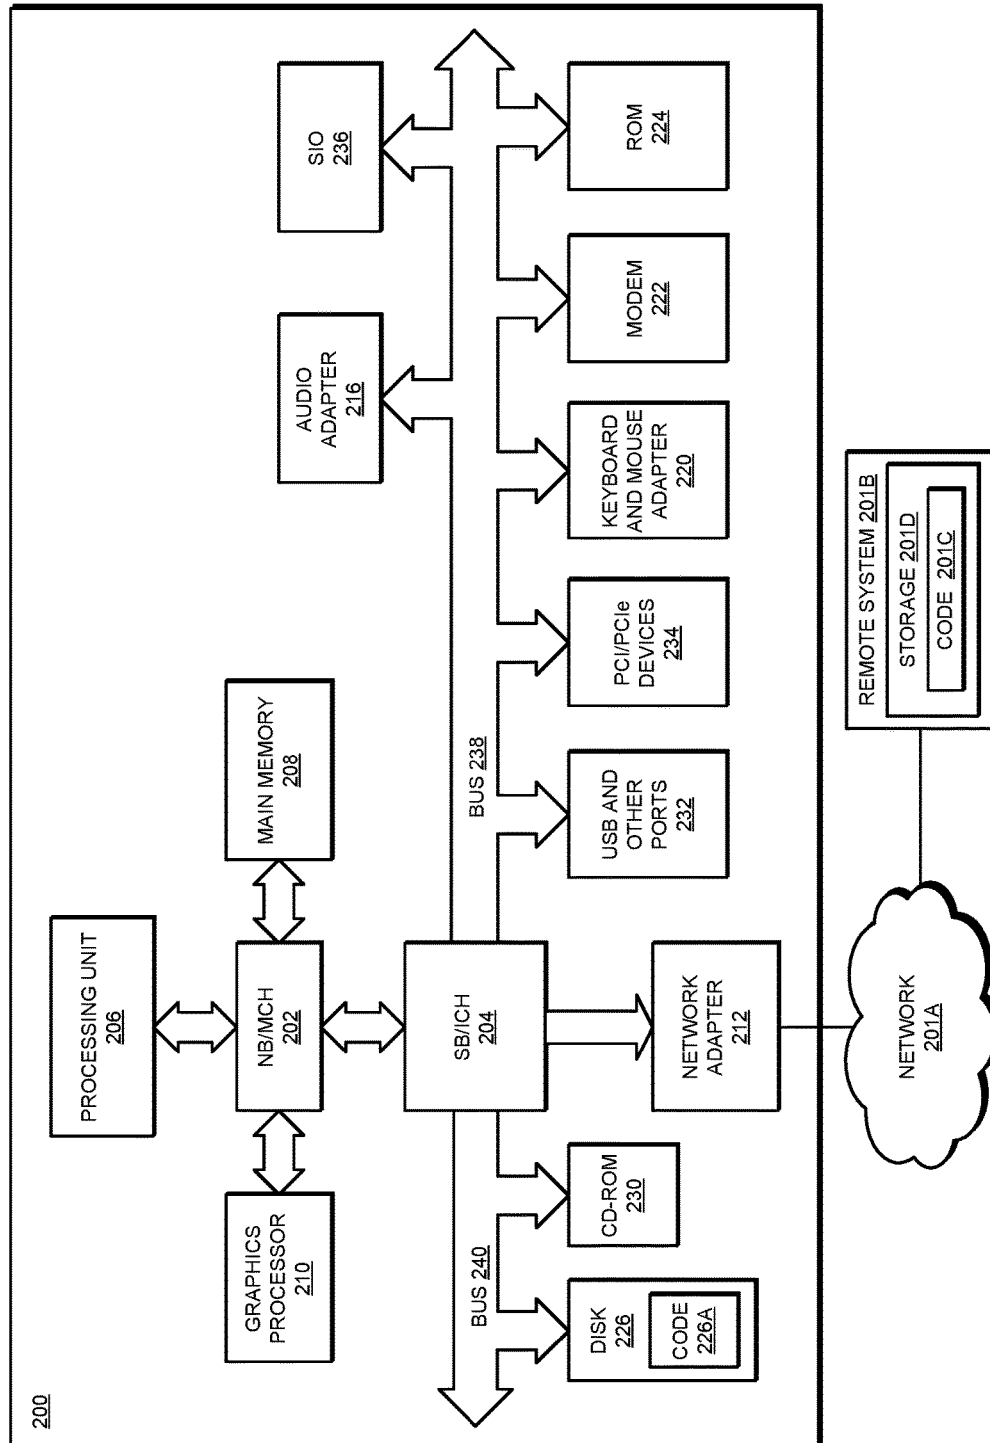 200
PROCESSING UNIT
206
GRAPHICS
PROCESSOR
210
NB/MCH
202
MAIN MEMORY
208
AUDIO
ADAPTER
216
SIO
236
SB/ICH
204
BUS 240
BUS 238
DISK
226
CODE
226A
CD-ROM
230
NETWORK
ADAPTER
212
USB AND
OTHER
PORTS
232
PCI/PCIe
DEVICES
234
KEYBOARD
AND MOUSE
ADAPTER
220
MODEM
222
ROM
224
NETWORK
201A
REMOTE SYSTEM 201B
STORAGE 201D
CODE 201C